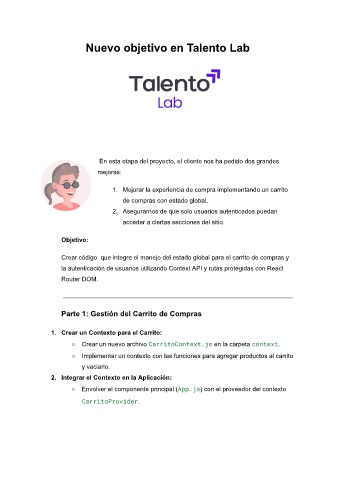 Nuevo objetivo en Talento Lab
Talento
Lab
En esta etapa del proyecto, el cliente nos ha pedido dos grandes
mejoras:
1. Mejorar la experiencia de compra implementando un carrito
de compras con estado global.
2. Asegurarnos de que solo usuarios autenticados puedan
acceder a ciertas secciones del sitio.
Objetivo:
Crear código que integre el manejo del estado global para el carrito de compras y
la autenticación de usuarios utilizando Context API y rutas protegidas con React
Router DOM.
Parte 1: Gestión del Carrito de Compras
1. Crear un Contexto para el Carrito:
○ Crear un nuevo archivo CarritoContext.js en la carpeta context.
○ Implementar un contexto con las funciones para agregar productos al carrito
y vaciarlo.
2. Integrar el Contexto en la Aplicación:
○ Envolver el componente principal (App.js) con el proveedor del contexto
CarritoProvider.